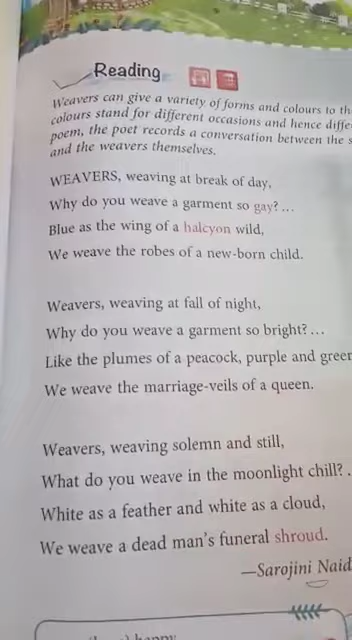 Reading
Weavers can give a variety of forms and colours to th
colours stand for different occasions and hence diffe
poem, the poet records a conversation between the s
and the weavers themselves.
WEAVERS, weaving at break of day,
Why do you weave a garment so gay?...
Blue as the wing of a halcyon wild,
We weave the robes of a new-born child.
Weavers, weaving at fall of night,
Why do you weave a garment so bright?...
Like the plumes of a peacock, purple and green
We weave the marriage-veils of a queen.
Weavers, weaving solemn and still,
What do you weave in the moonlight chill? .
White as a feather and white as a cloud,
We weave a dead man's funeral shroud.
—Sarojini Naid